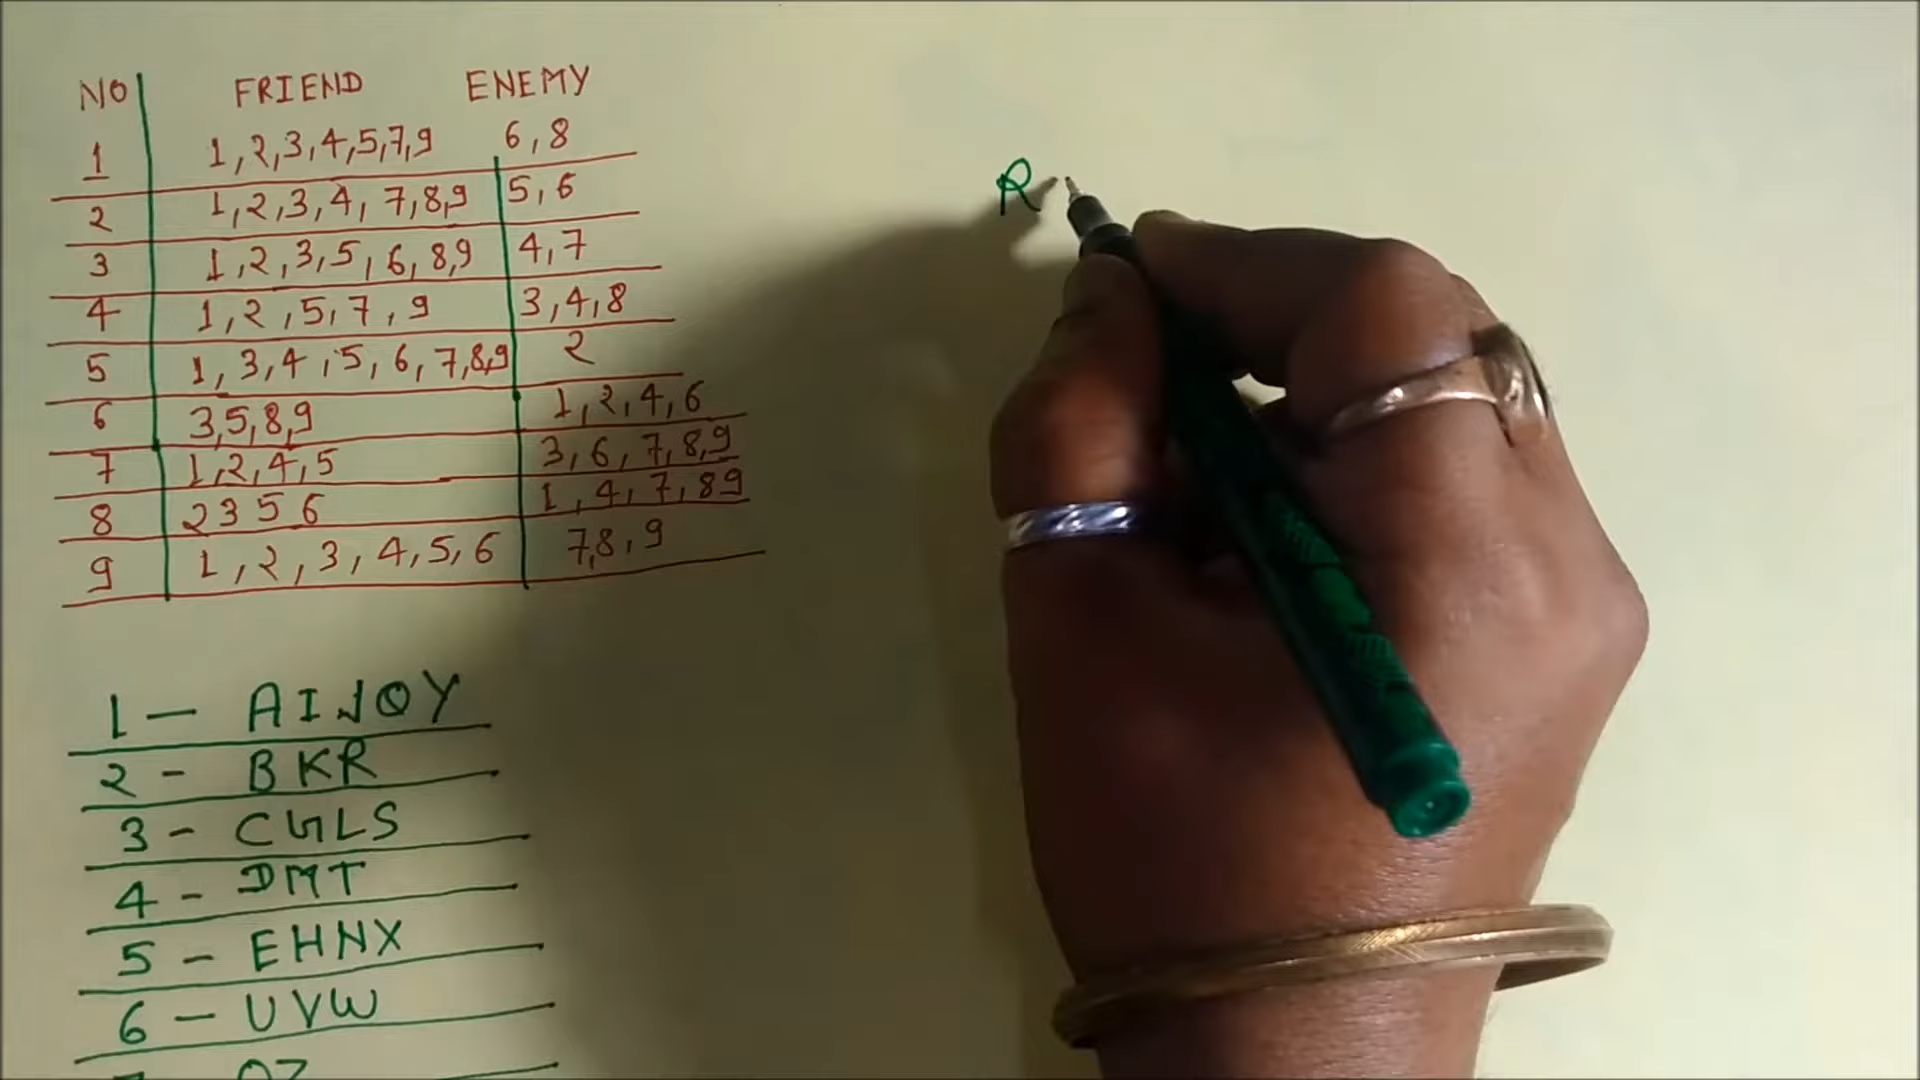 NO FRIEND ENEMY
1 1,2,3,4,5,7,9 6,8
2 1,2,3,4,7,8,9 5,6
3 1,2,3,5,6,8,9 4,7
4 1,2,5,7,9 3,4,8
5 1,3,4,5,6,7,8,9 2
6 3,5,8,9 1,2,4,6
7 1,2,4,5 3,6,7,8,9
8 2 3 5 6 1,4,7,89
9 1,2,3,4,5,6 7,8,9
R
1 - AIJQY
2 - BKR
3 - CGLS
4 - DMT
5 - EHNX
6 - UVW